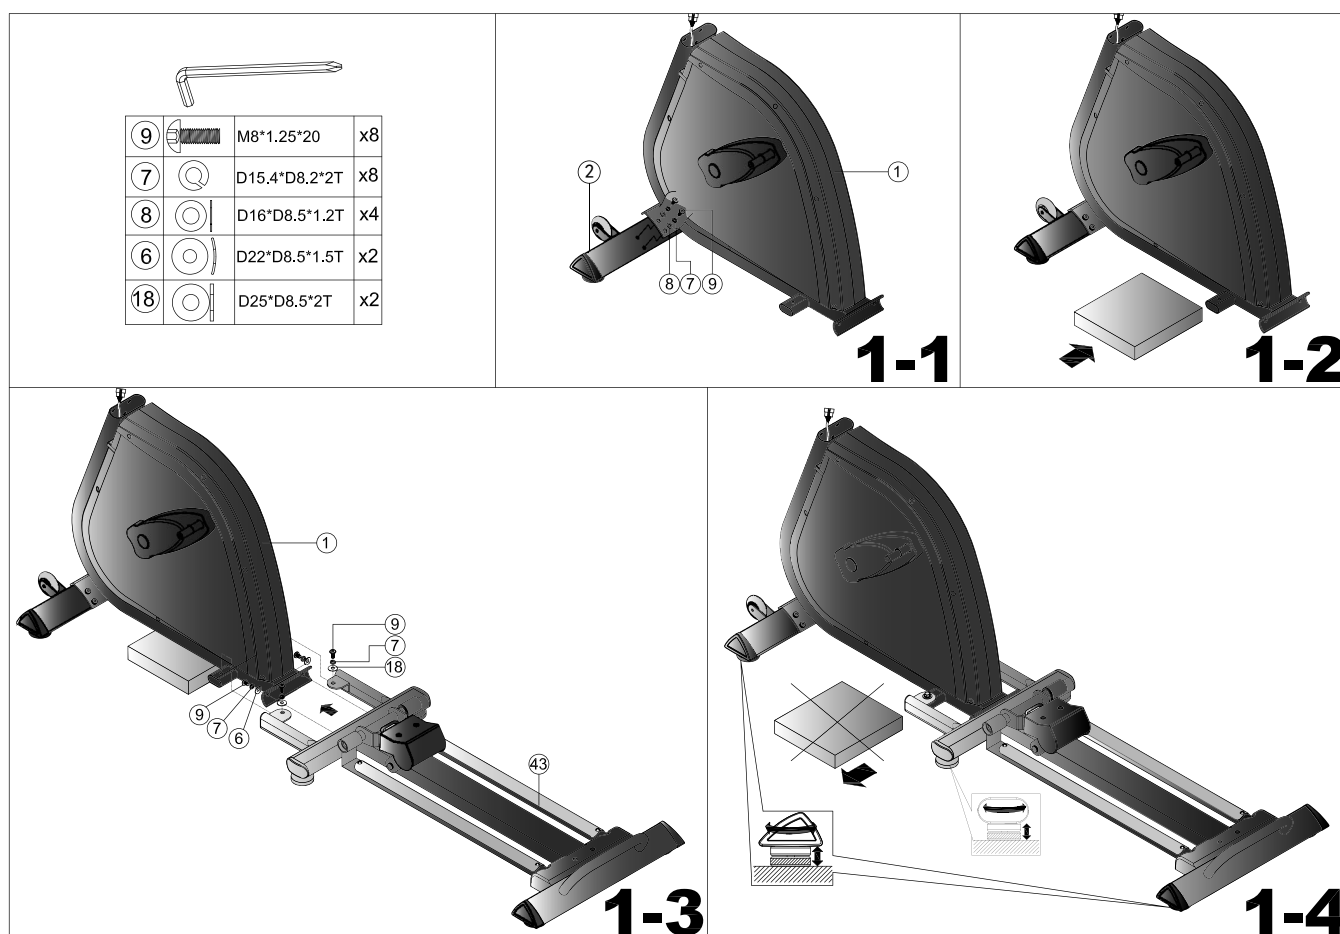 9 M8*1.25*20 x8
7 D15.4*D8.2*2T x8
8 D16*D8.5*1.2T x4
6 D22*D8.5*1.5T x2
18 D25*D8.5*2T x2
2
1
8 7 9
1-1
1-2
1
9
7
18
9
7
6
43
1-3
1-4